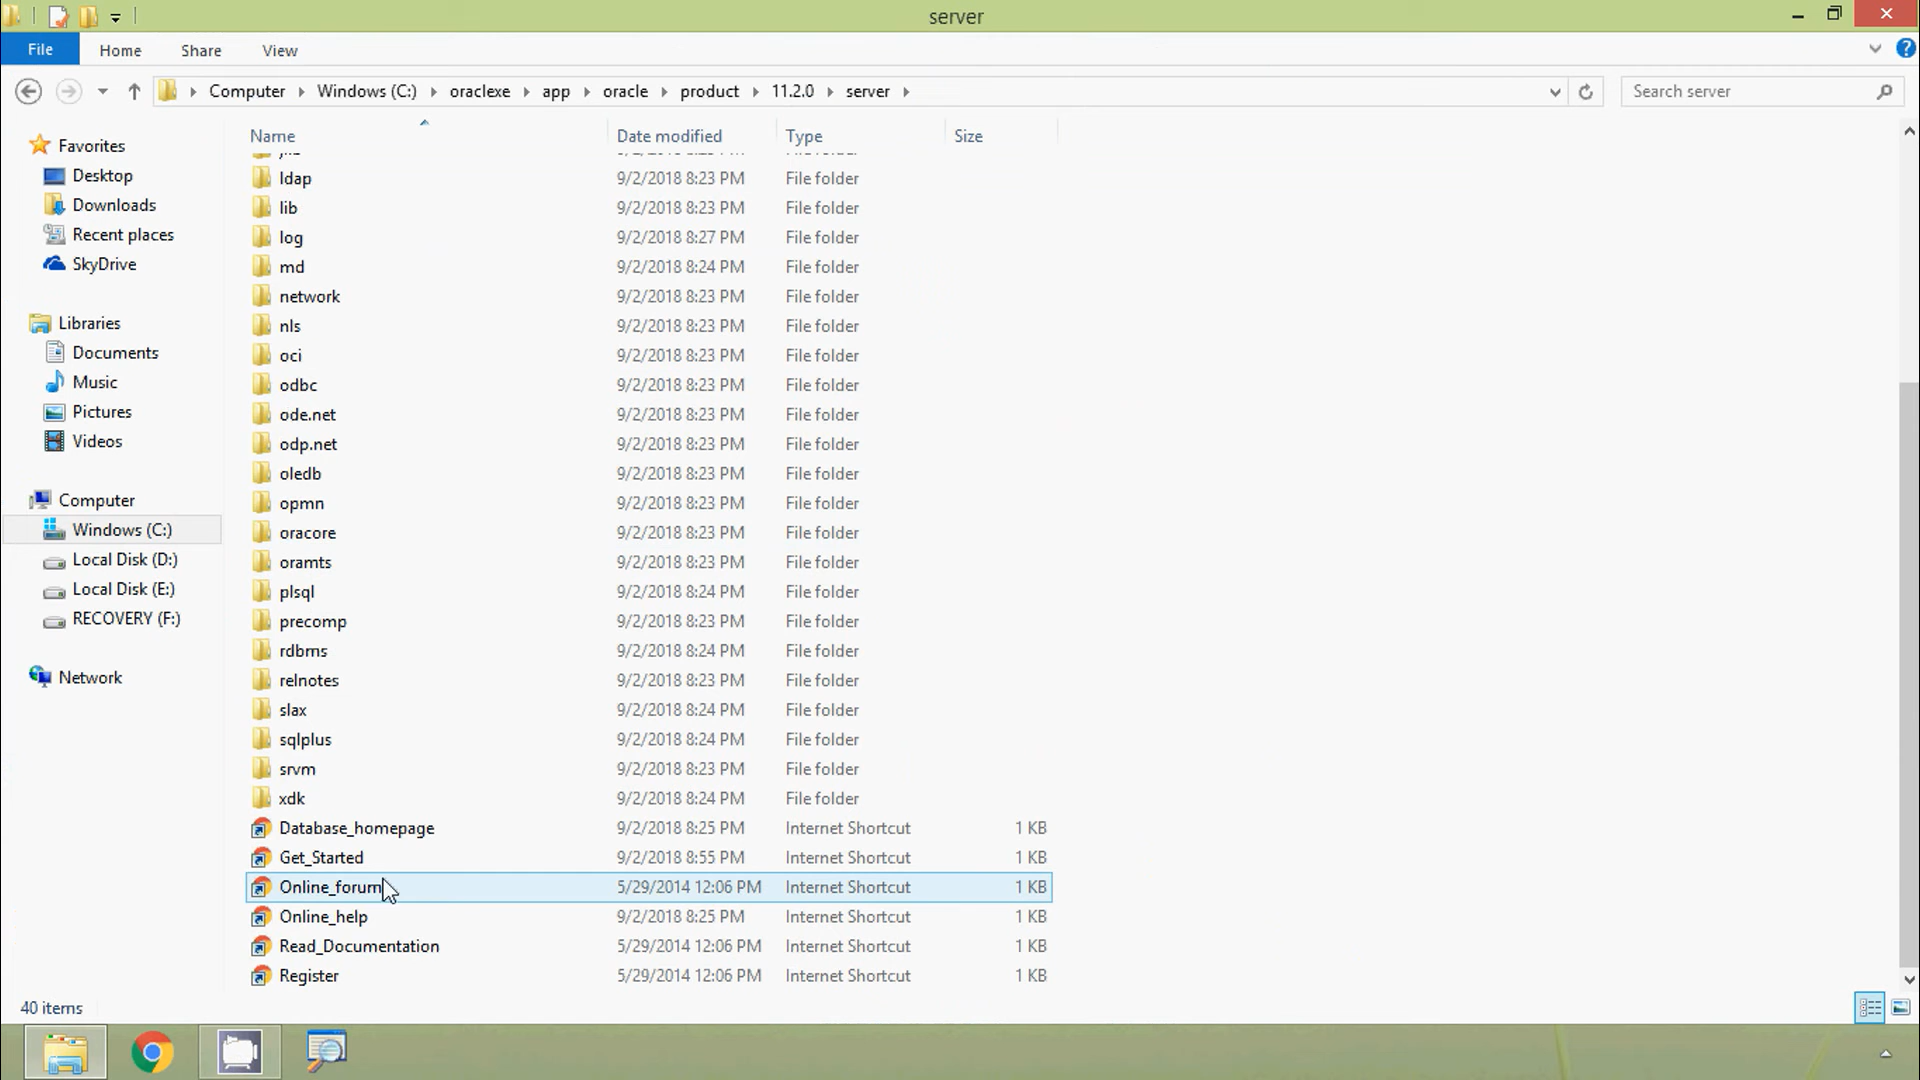 server
File Home Share View
Computer Windows (C:) oraclexe app oracle product 11.2.0 server Search server
Name Date modified Type Size
Favorites
Desktop
Downloads
Recent places
SkyDrive
Libraries
Documents
Music
Pictures
Videos
Computer
Windows (C:)
Local Disk (D:)
Local Disk (E:)
RECOVERY (F:)
Network
ldap 9/2/2018 8:23 PM File folder
lib 9/2/2018 8:23 PM File folder
log 9/2/2018 8:27 PM File folder
md 9/2/2018 8:24 PM File folder
network 9/2/2018 8:23 PM File folder
nls 9/2/2018 8:23 PM File folder
oci 9/2/2018 8:23 PM File folder
odbc 9/2/2018 8:23 PM File folder
ode.net 9/2/2018 8:23 PM File folder
odp.net 9/2/2018 8:23 PM File folder
oledb 9/2/2018 8:23 PM File folder
opmn 9/2/2018 8:23 PM File folder
oracore 9/2/2018 8:23 PM File folder
oramts 9/2/2018 8:23 PM File folder
plsql 9/2/2018 8:24 PM File folder
precomp 9/2/2018 8:23 PM File folder
rdbms 9/2/2018 8:24 PM File folder
relnotes 9/2/2018 8:23 PM File folder
slax 9/2/2018 8:24 PM File folder
sqlplus 9/2/2018 8:24 PM File folder
srvm 9/2/2018 8:23 PM File folder
xdk 9/2/2018 8:24 PM File folder
Database_homepage 9/2/2018 8:25 PM Internet Shortcut 1 KB
Get_Started 9/2/2018 8:55 PM Internet Shortcut 1 KB
Online_forum 5/29/2014 12:06 PM Internet Shortcut 1 KB
Online_help 9/2/2018 8:25 PM Internet Shortcut 1 KB
Read_Documentation 5/29/2014 12:06 PM Internet Shortcut 1 KB
Register 5/29/2014 12:06 PM Internet Shortcut 1 KB
40 items